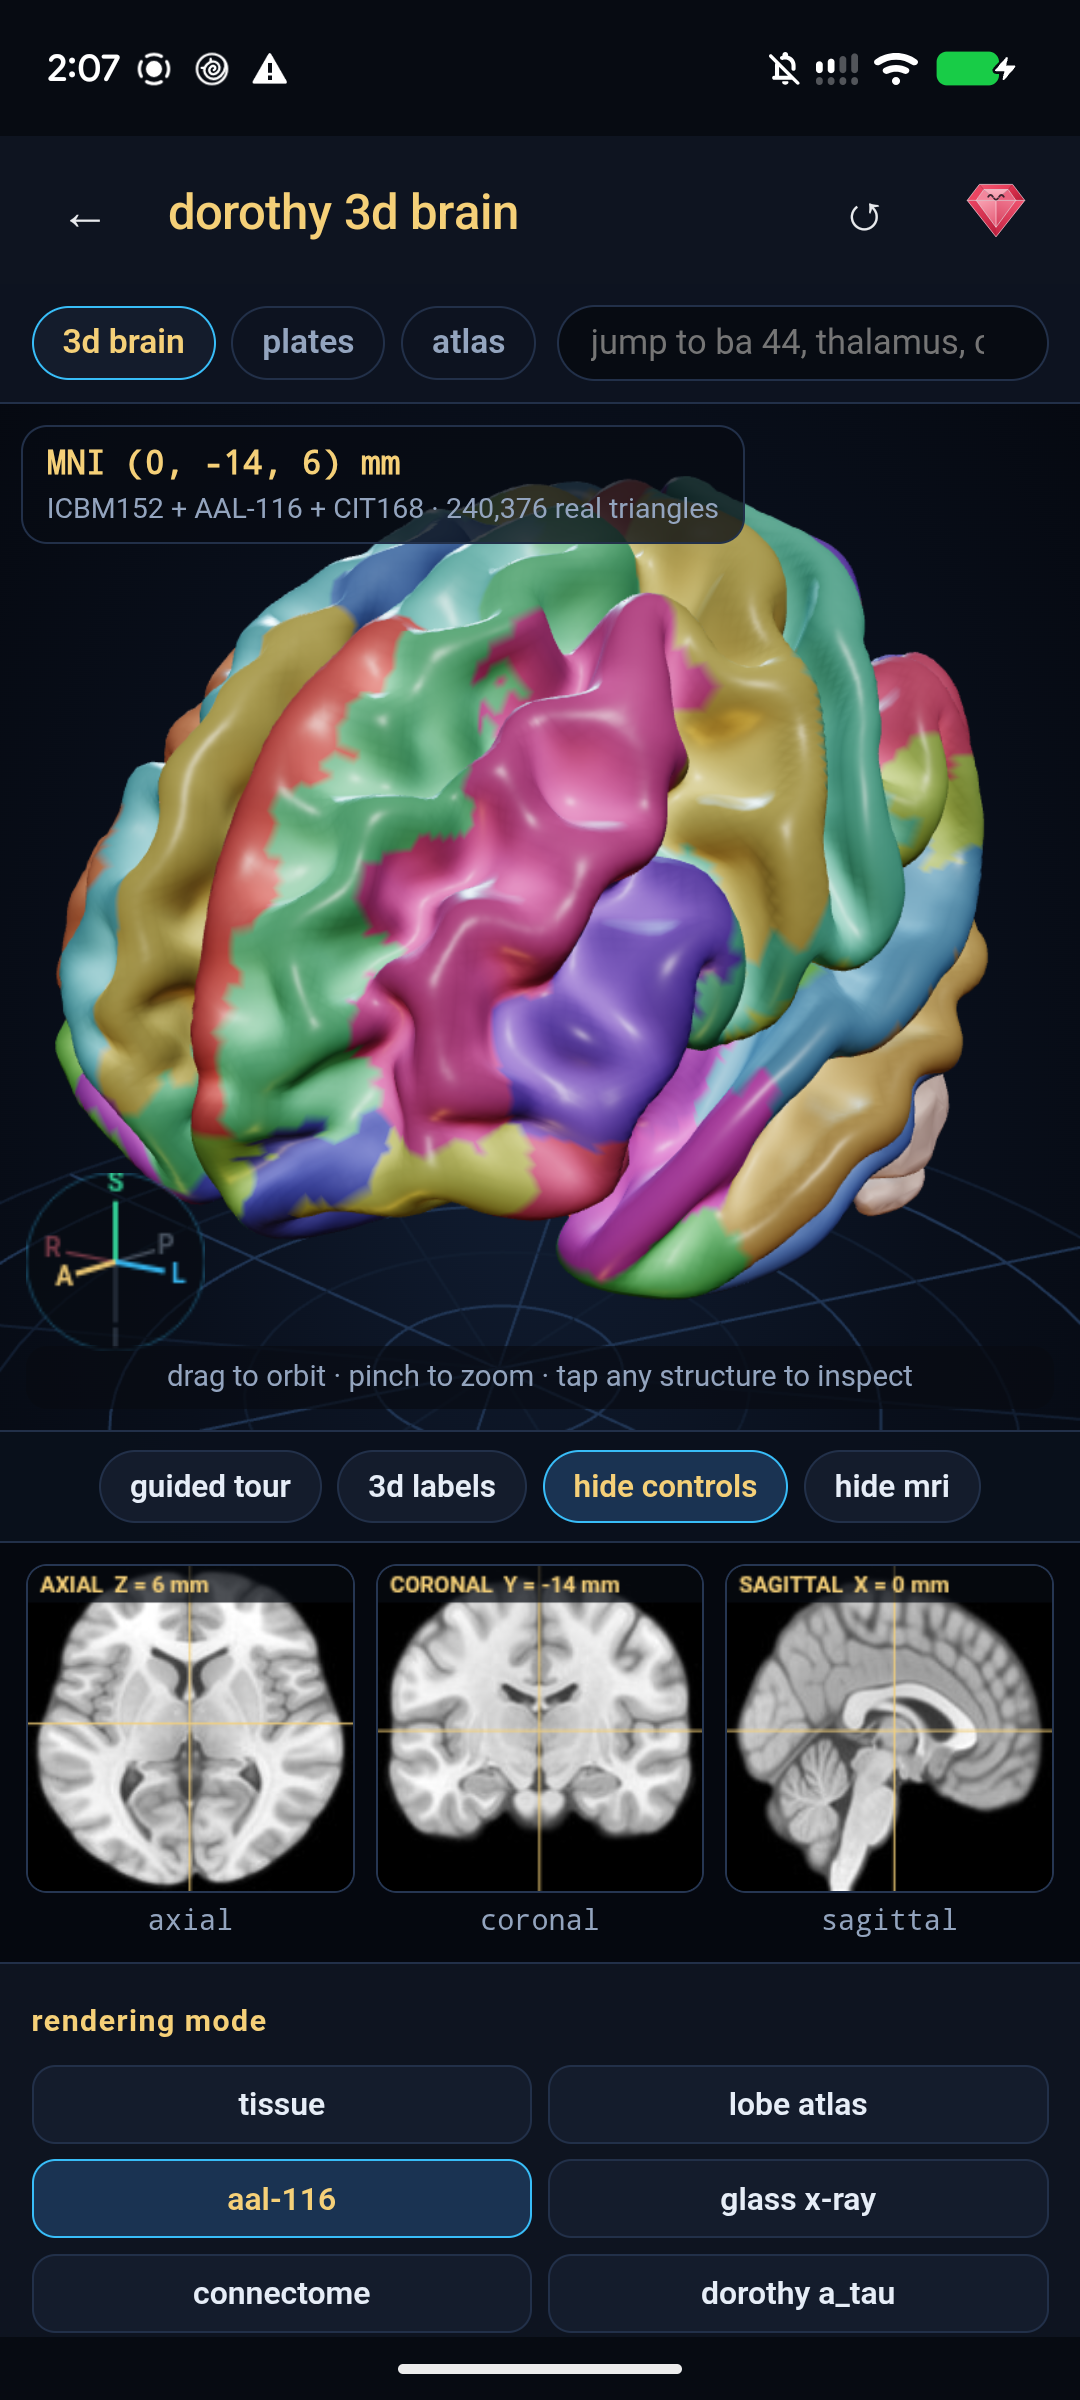 2:07
← dorothy 3d brain
3d brain plates atlas jump to ba 44, thalamus, c
MNI (0, -14, 6) mm
ICBM152 + AAL-116 + CIT168 · 240,376 real triangles
S
R P
A L
I
drag to orbit · pinch to zoom · tap any structure to inspect
guided tour 3d labels hide controls hide mri
AXIAL Z = 6 mm CORONAL Y = -14 mm SAGITTAL X = 0 mm
axial coronal sagittal
rendering mode
tissue lobe atlas
aal-116 glass x-ray
connectome dorothy a_tau